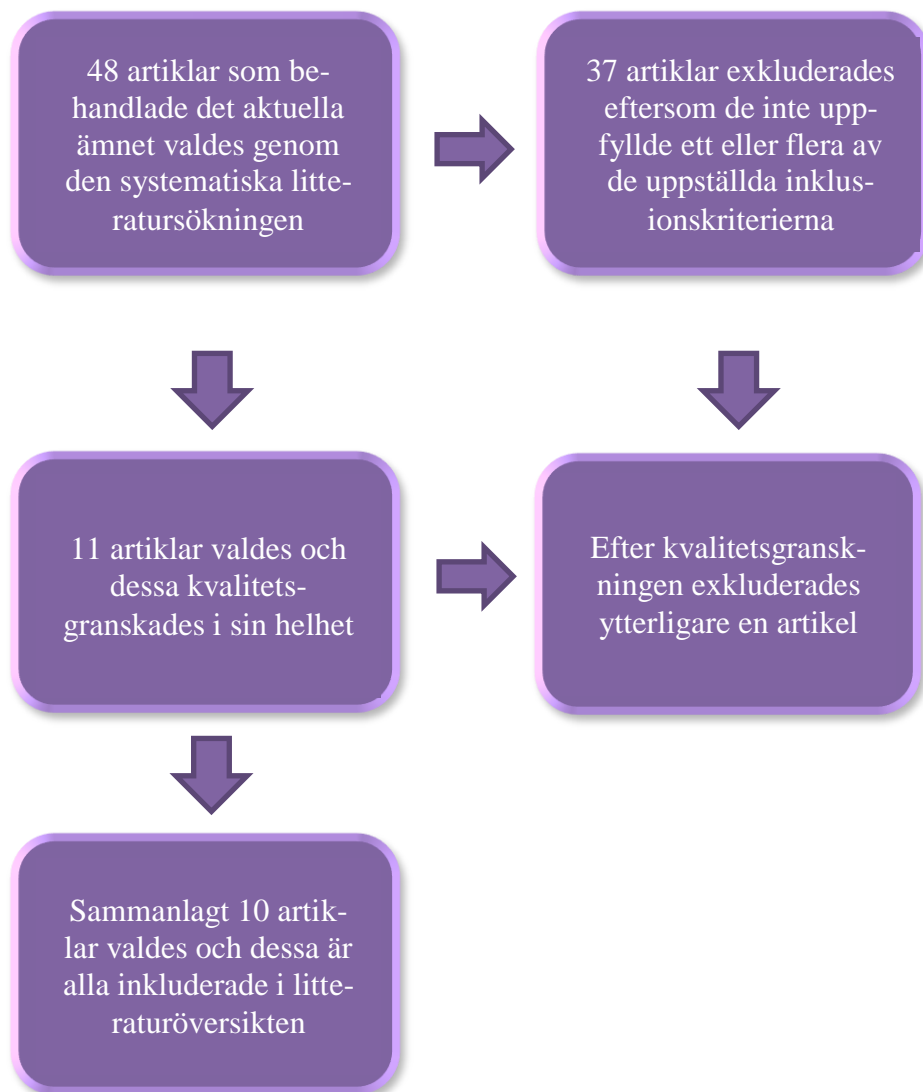 48 artiklar som be-
handlade det aktuella
ämnet valdes genom
den systematiska litte-
ratursökningen
37 artiklar exkluderades
eftersom de inte upp-
fyllde ett eller flera av
de uppställda inklus-
ionskriterierna
11 artiklar valdes och
dessa kvalitets-
granskades i sin helhet
Efter kvalitetsgransk-
ningen exkluderades
ytterligare en artikel
Sammanlagt 10 artik-
lar valdes och dessa är
alla inkluderade i litte-
raturöversikten